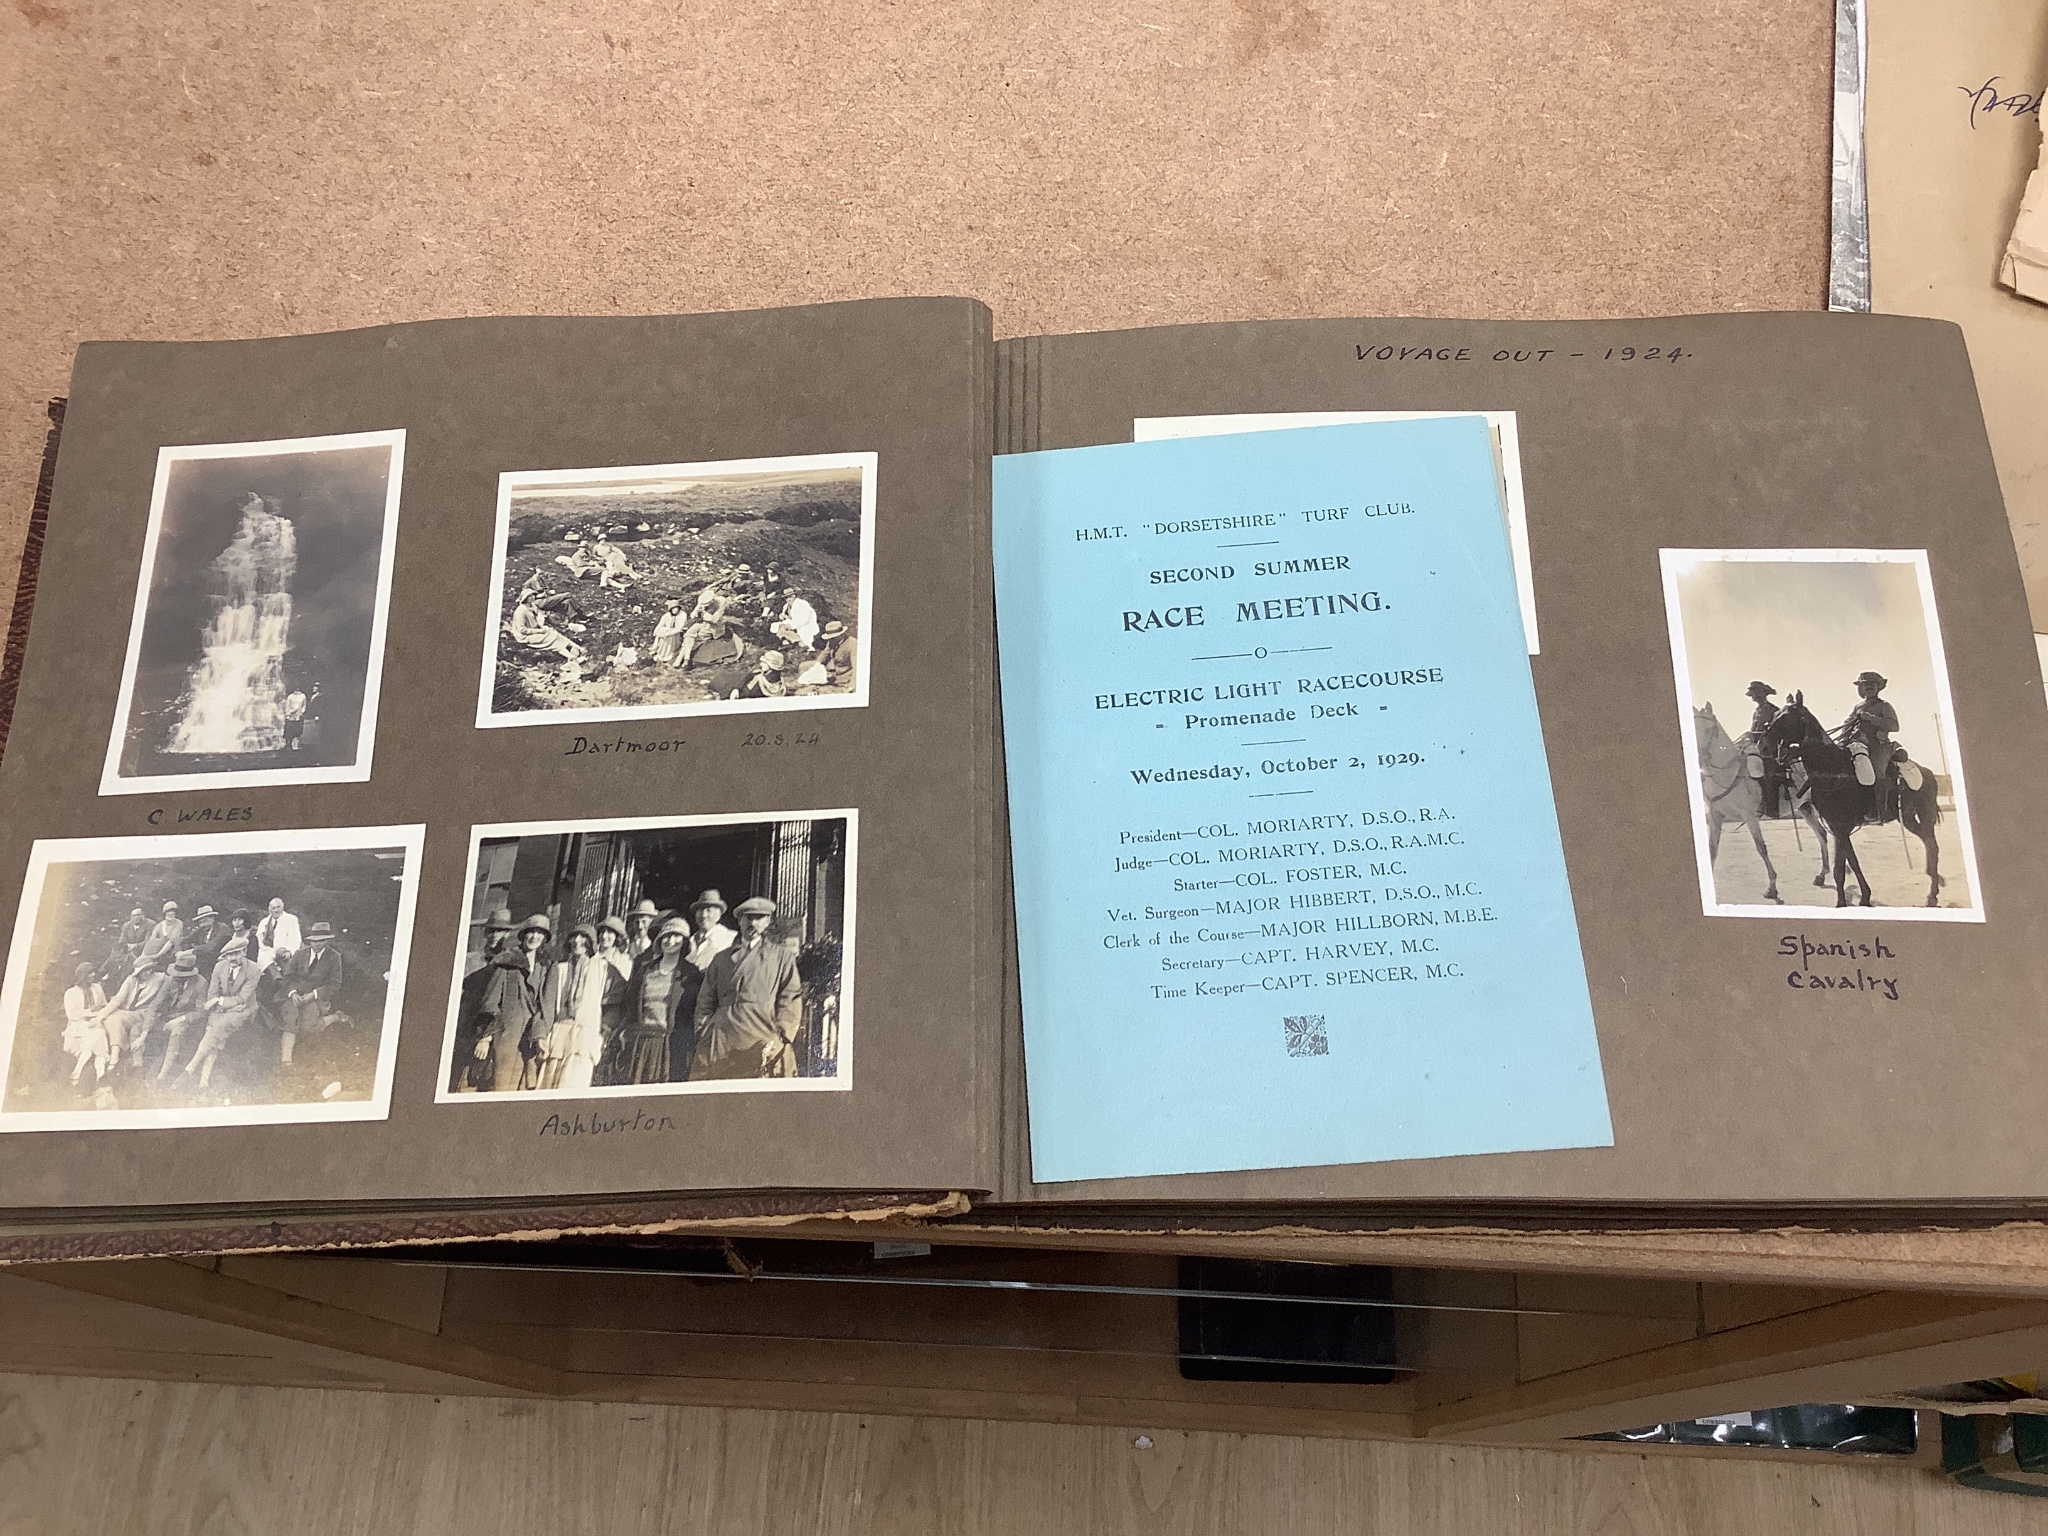 C. WALES
Dartmoor 20.8.24
Ashburton
VOYAGE OUT - 1924.
H.M.T. "DORSETSHIRE" TURF CLUB.
SECOND SUMMER
RACE MEETING.
O
ELECTRIC LIGHT RACECOURSE
- Promenade Deck -
Wednesday, October 2, 1929.
President—COL. MORIARTY, D.S.O., R.A.
Judge—COL. MORIARTY, D.S.O., R.A.M.C.
Starter—COL. FOSTER, M.C.
Vet. Surgeon—MAJOR HIBBERT, D.S.O., M.C.
Clerk of the Course—MAJOR HILLBORN, M.B.E.
Secretary—CAPT. HARVEY, M.C.
Time Keeper—CAPT. SPENCER, M.C.
Spanish
Cavalry